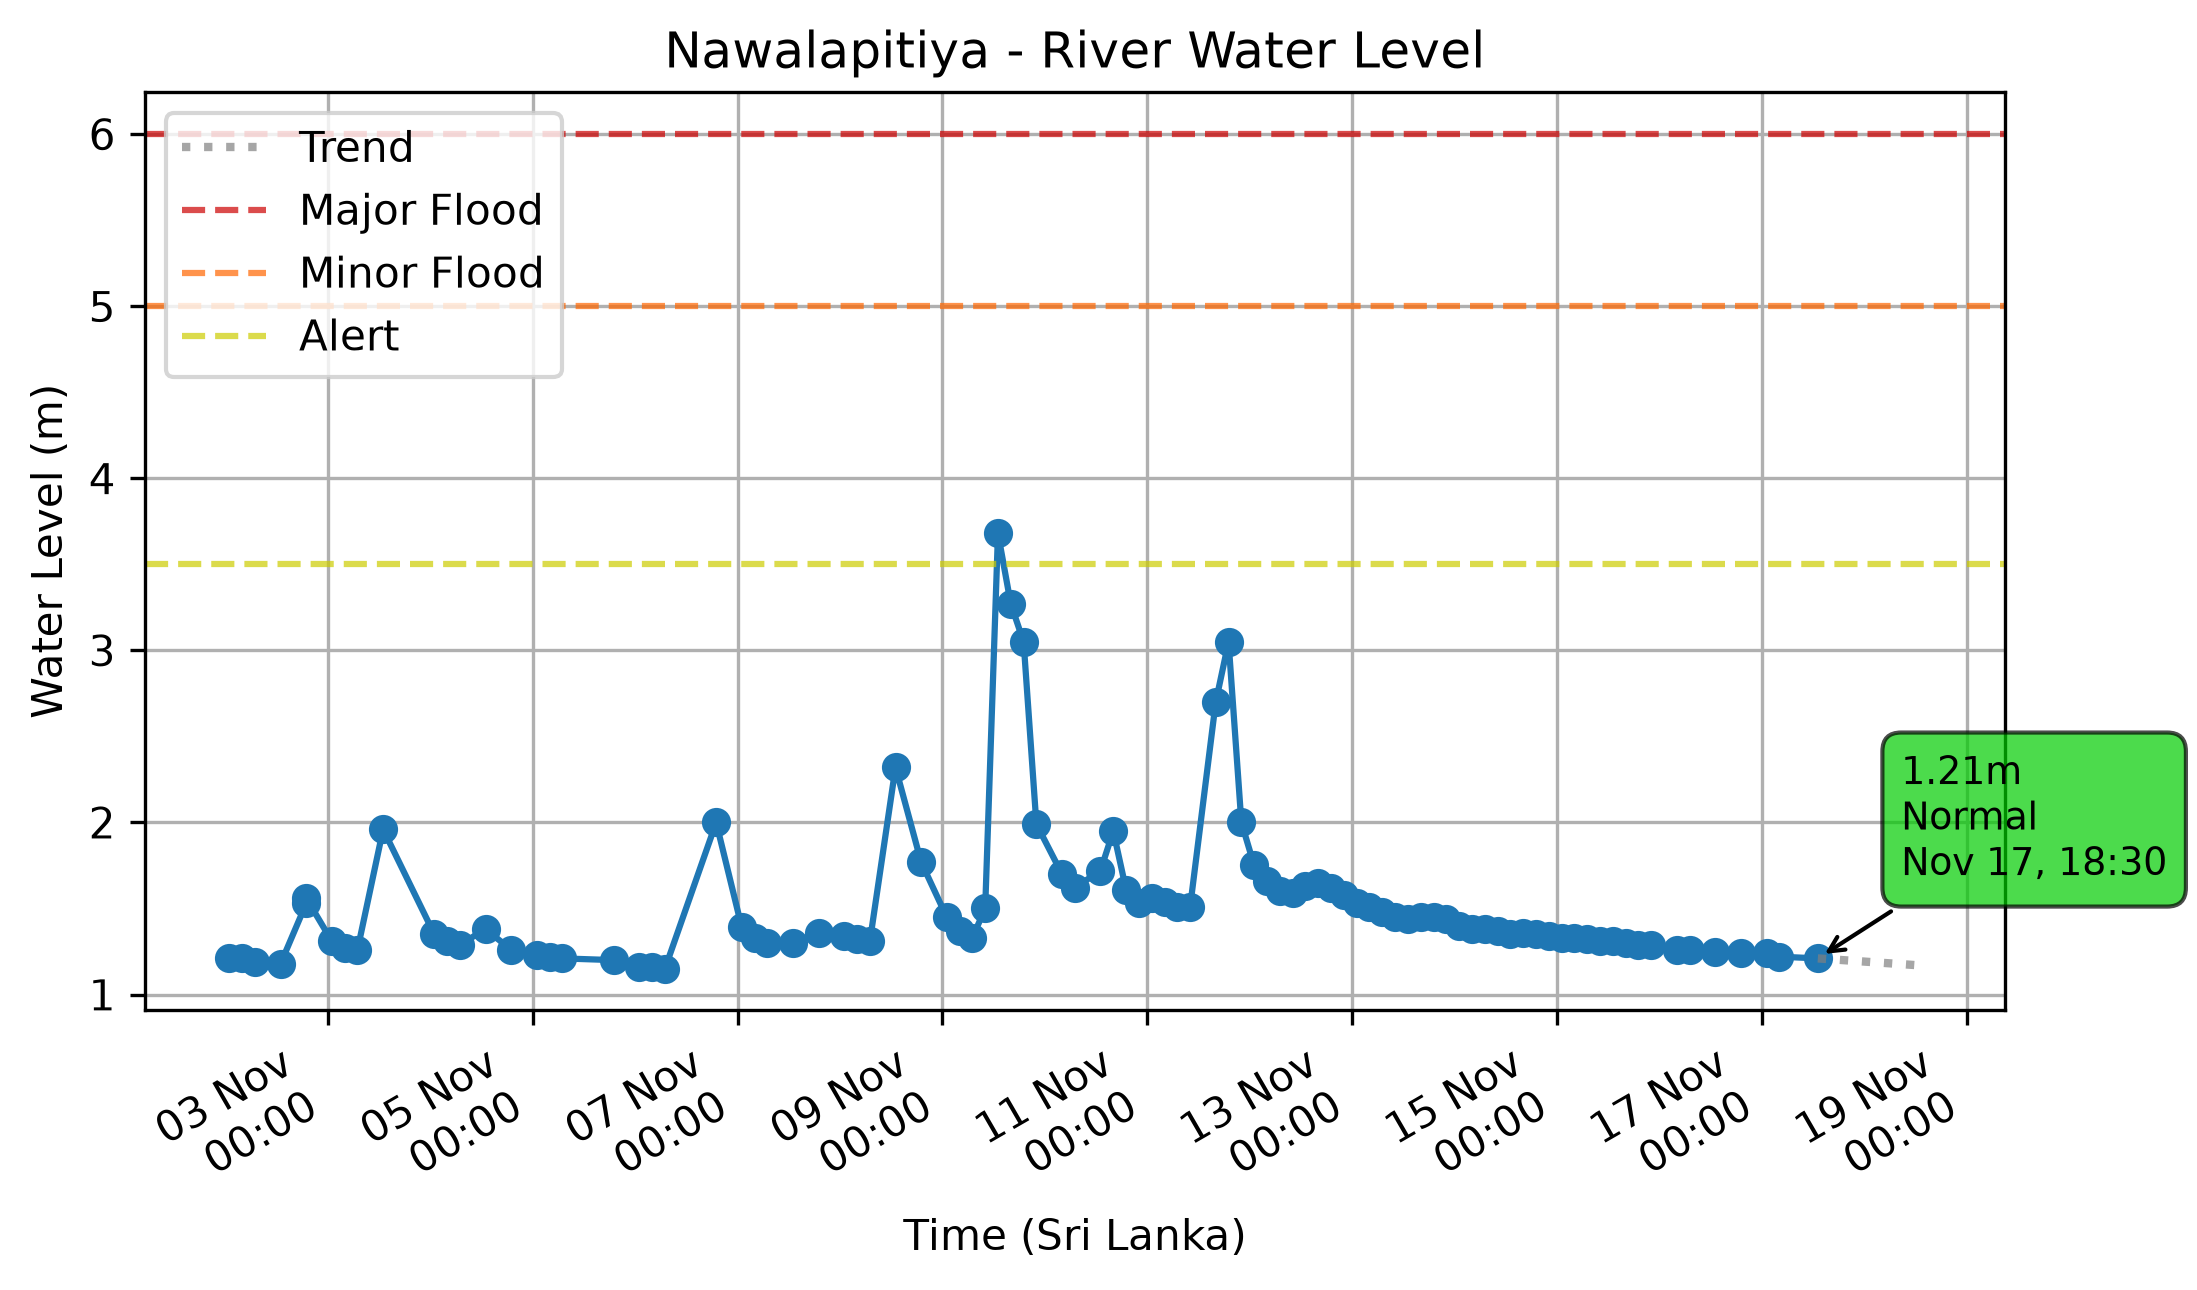 Nawalapitiya - River Water Level
Trend
Major Flood
Minor Flood
Alert
6
5
4
3
2
1
Water Level (m)
1.21m
Normal
Nov 17, 18:30
03 Nov
00:00
05 Nov
00:00
07 Nov
00:00
09 Nov
00:00
11 Nov
00:00
13 Nov
00:00
15 Nov
00:00
17 Nov
00:00
19 Nov
00:00
Time (Sri Lanka)